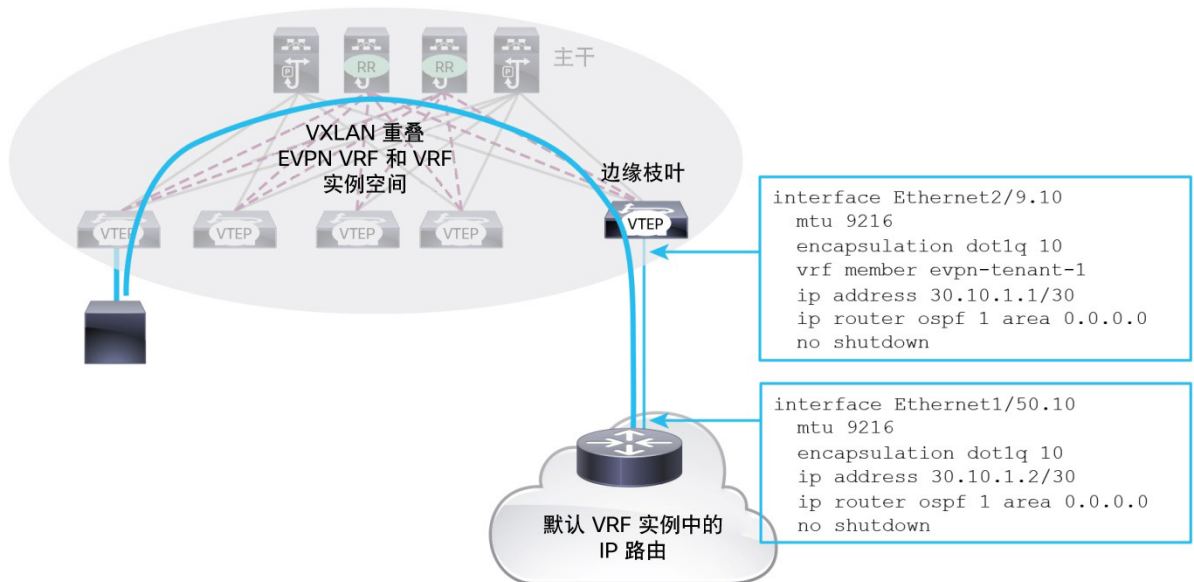 主干
RR
RR
VXLAN 重叠
EVPN VRF 和 VRF
实例空间
边缘枝叶
VTEP
VTEP
VTEP
VTEP
VTEP
interface Ethernet2/9.10
mtu 9216
encapsulation dot1q 10
vrf member evpn-tenant-1
ip address 30.10.1.1/30
ip router ospf 1 area 0.0.0.0
no shutdown
interface Ethernet1/50.10
mtu 9216
encapsulation dot1q 10
ip address 30.10.1.2/30
ip router ospf 1 area 0.0.0.0
no shutdown
默认 VRF 实例中的
IP 路由
P
P